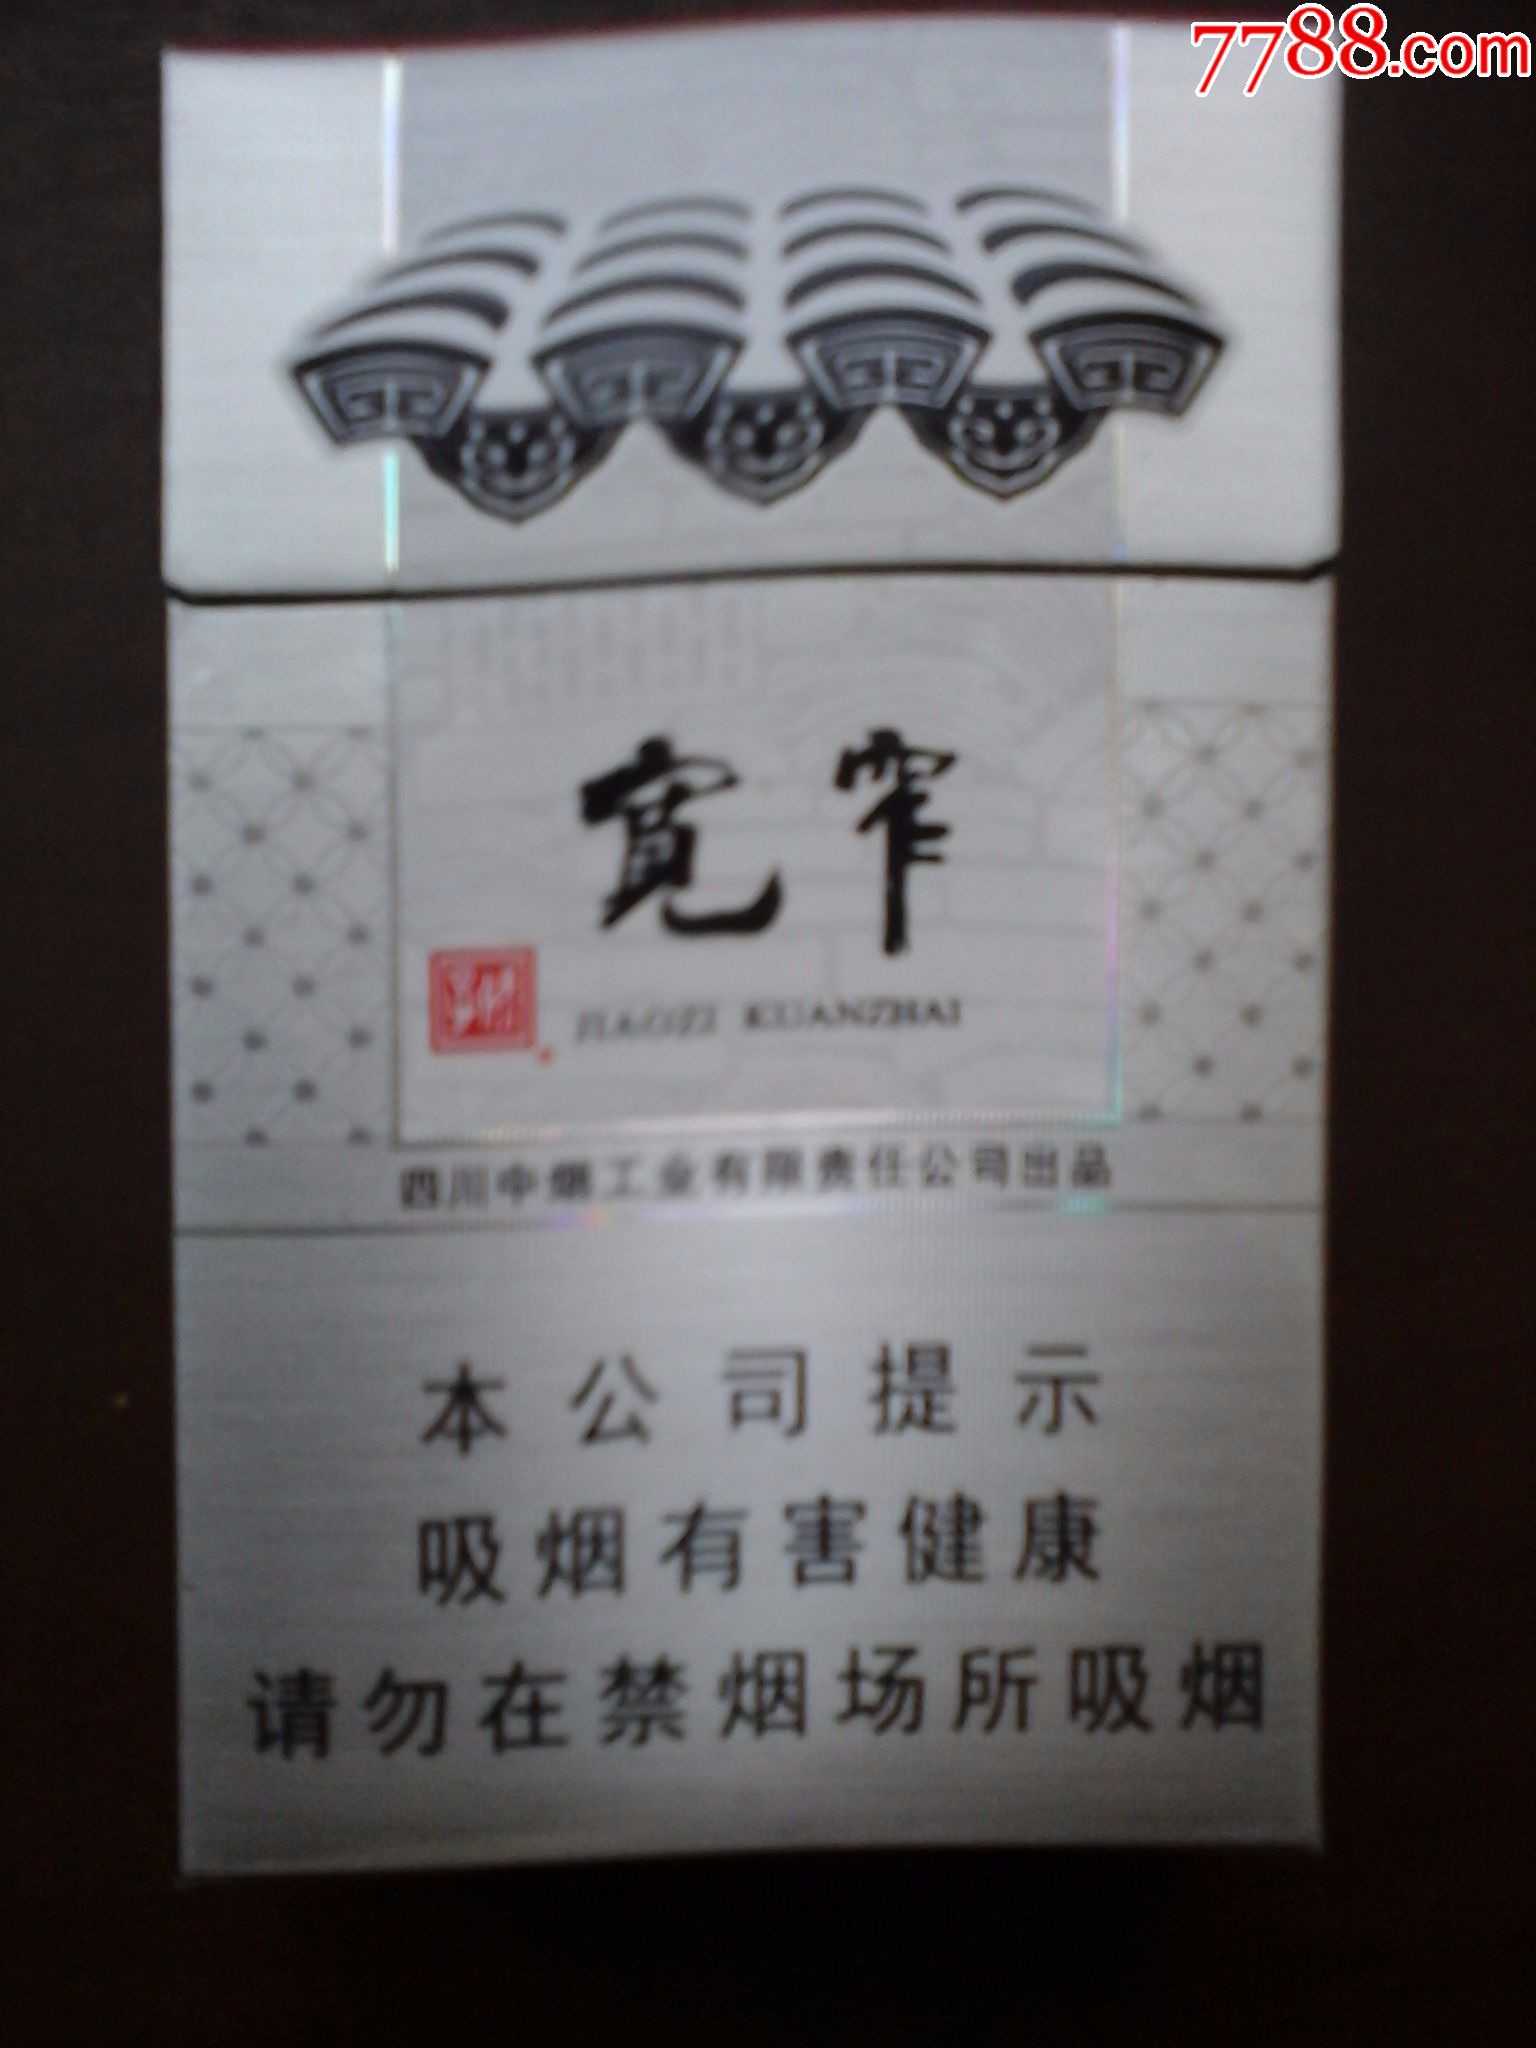 7788.com
寛窄
JIAOZI KUANZHAI
四川中烟工业有限责任公司出品
本公司提示
吸烟有害健康
请勿在禁烟场所吸烟